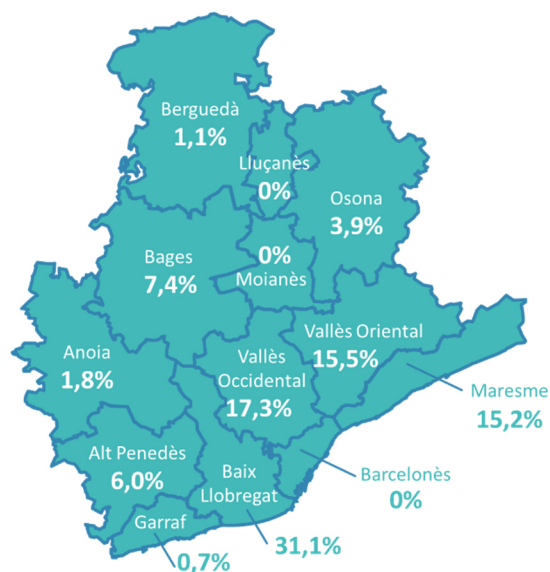 Berguedà
1,1%
Lluçanès
0%
Osona
3,9%
Bages
7,4%
0%
Moianès
Vallès Oriental
15,5%
Anoia
1,8%
Vallès
Occidental
17,3%
Maresme
15,2%
Alt Penedès
6,0%
Baix
Llobregat
31,1%
Barcelonès
0%
Garraf
0,7%